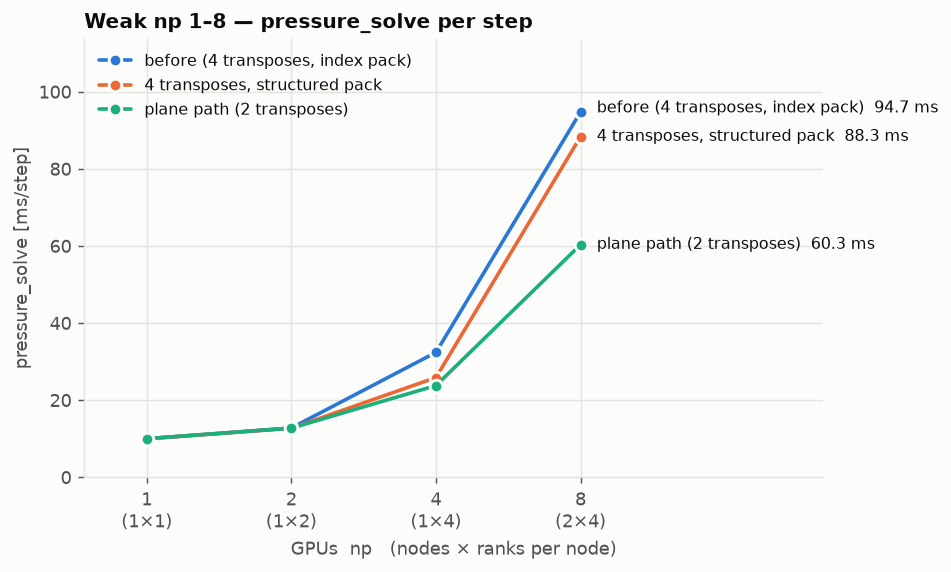 Weak np 1–8 — pressure_solve per step
before (4 transposes, index pack)
4 transposes, structured pack
plane path (2 transposes)
before (4 transposes, index pack)  94.7 ms
4 transposes, structured pack  88.3 ms
plane path (2 transposes)  60.3 ms
pressure_solve [ms/step]
100
80
60
40
20
0
1 2 4 8
(1×1) (1×2) (1×4) (2×4)
GPUs  np   (nodes × ranks per node)